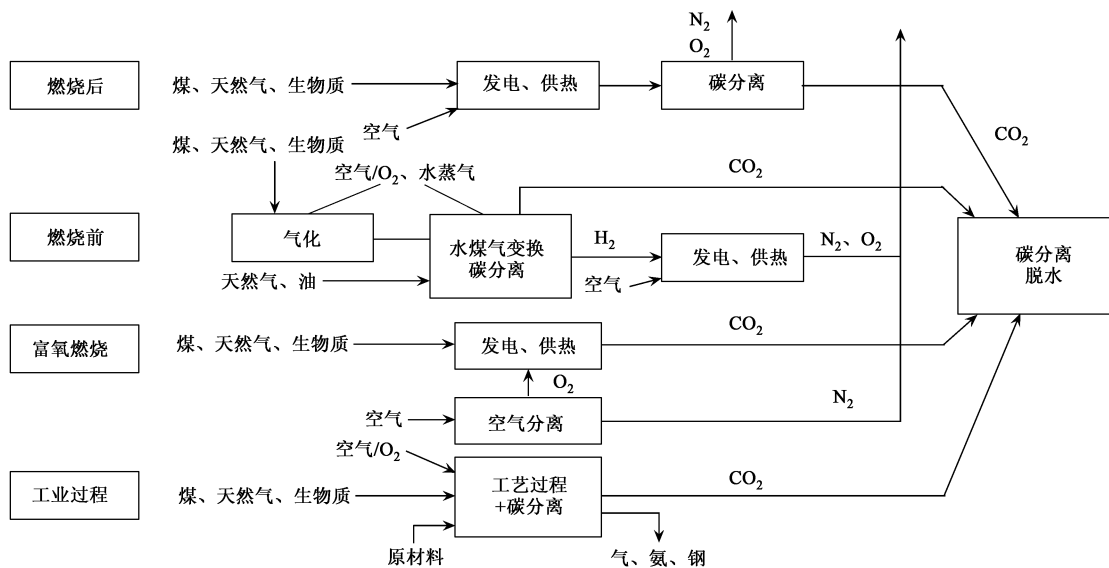 N₂
O₂
燃烧后
煤、天然气、生物质
发电、供热
碳分离
空气
CO₂
煤、天然气、生物质
空气/O₂、水蒸气
CO₂
燃烧前
气化
水煤气变换
碳分离
H₂
发电、供热
N₂、O₂
碳分离
脱水
天然气、油
空气
富氧燃烧
煤、天然气、生物质
发电、供热
CO₂
O₂
空气
空气分离
N₂
空气/O₂
工业过程
煤、天然气、生物质
工艺过程
+碳分离
CO₂
原材料
气、氨、钢